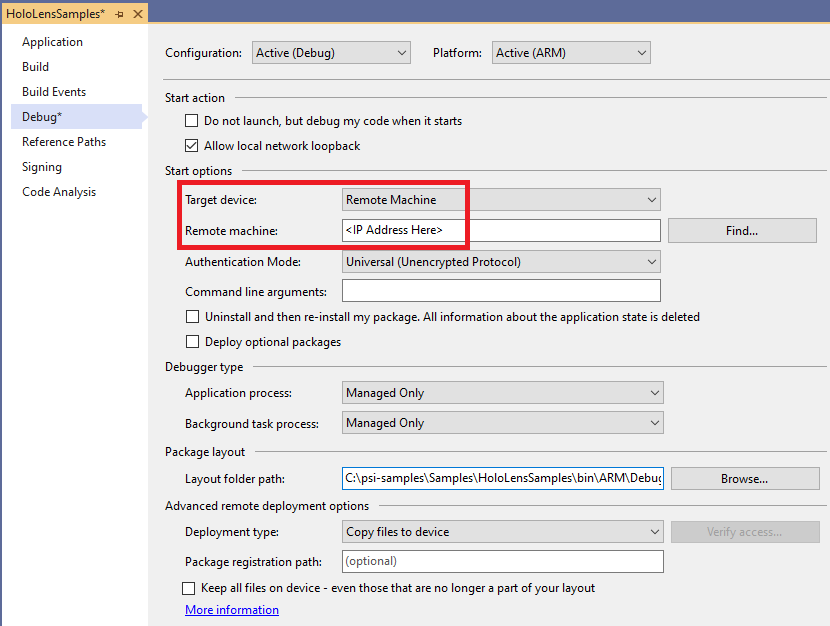 HoloLensSamples*
Application
Build
Build Events
Debug*
Reference Paths
Signing
Code Analysis
Configuration: Active (Debug) Platform: Active (ARM)
Start action
Do not launch, but debug my code when it starts
Allow local network loopback
Start options
Target device: Remote Machine
Remote machine: <IP Address Here> Find...
Authentication Mode: Universal (Unencrypted Protocol)
Command line arguments:
Uninstall and then re-install my package. All information about the application state is deleted
Deploy optional packages
Debugger type
Application process: Managed Only
Background task process: Managed Only
Package layout
Layout folder path: C:\psi-samples\Samples\HoloLensSamples\bin\ARM\Debug Browse...
Advanced remote deployment options
Deployment type: Copy files to device Verify access...
Package registration path: (optional)
Keep all files on device - even those that are no longer a part of your layout
More information